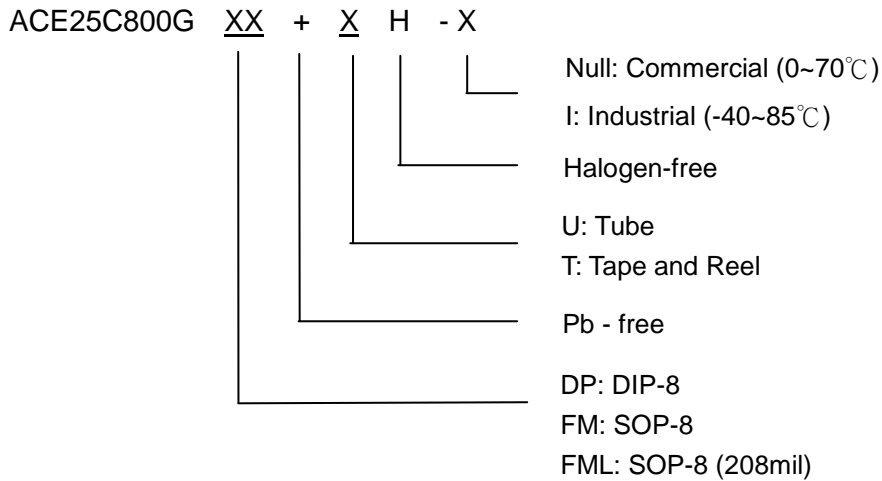 ACE25C800G XX + X H - X
Null: Commercial (0~70℃)
I: Industrial (-40~85℃)
Halogen-free
U: Tube
T: Tape and Reel
Pb - free
DP: DIP-8
FM: SOP-8
FML: SOP-8 (208mil)